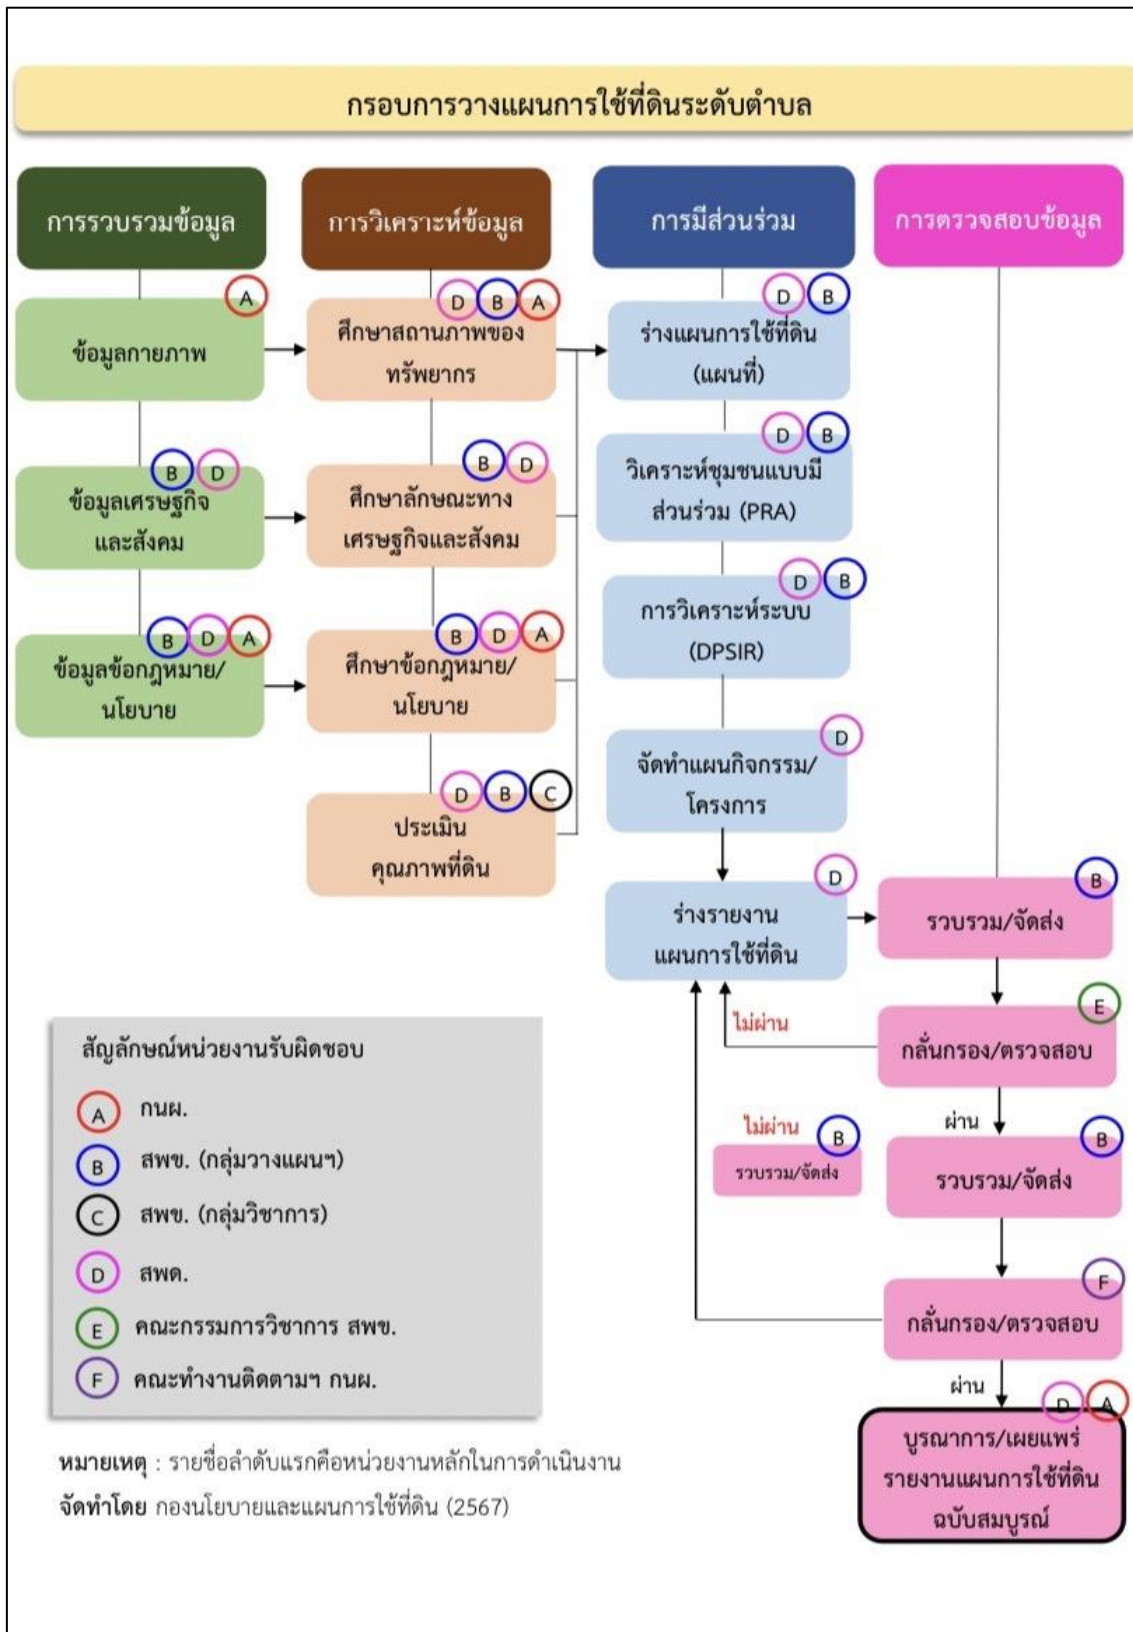 กรอบการวางแผนการใช้ที่ดินระดับตำบล
การรวบรวมข้อมูล
A
ข้อมูลกายภาพ
B D
ข้อมูลเศรษฐกิจ
และสังคม
B D A
ข้อมูลข้อกฎหมาย/
นโยบาย
การวิเคราะห์ข้อมูล
D B A
ศึกษาสถานภาพของ
ทรัพยากร
B D
ศึกษาลักษณะทาง
เศรษฐกิจและสังคม
B D A
ศึกษาข้อกฎหมาย/
นโยบาย
D B C
ประเมิน
คุณภาพที่ดิน
การมีส่วนร่วม
D B
ร่างแผนการใช้ที่ดิน
(แผนที่)
D B
วิเคราะห์ชุมชนแบบมี
ส่วนร่วม (PRA)
D B
การวิเคราะห์ระบบ
(DPSIR)
D
จัดทำแผนกิจกรรม/
โครงการ
D
ร่างรายงาน
แผนการใช้ที่ดิน
การตรวจสอบข้อมูล
B
รวบรวม/จัดส่ง
E
กลั่นกรอง/ตรวจสอบ
ไม่ผ่าน
ผ่าน
B
รวบรวม/จัดส่ง
ไม่ผ่าน
B
รวบรวม/จัดส่ง
F
กลั่นกรอง/ตรวจสอบ
ผ่าน
D A
บูรณาการ/เผยแพร่
รายงานแผนการใช้ที่ดิน
ฉบับสมบูรณ์
สัญลักษณ์หน่วยงานรับผิดชอบ
A กนผ.
B สพข. (กลุ่มวางแผนฯ)
C สพข. (กลุ่มวิชาการ)
D สพด.
E คณะกรรมการวิชาการ สพข.
F คณะทำงานติดตามฯ กนผ.
หมายเหตุ : รายชื่อลำดับแรกคือหน่วยงานหลักในการดำเนินงาน
จัดทำโดย กองนโยบายและแผนการใช้ที่ดิน (2567)